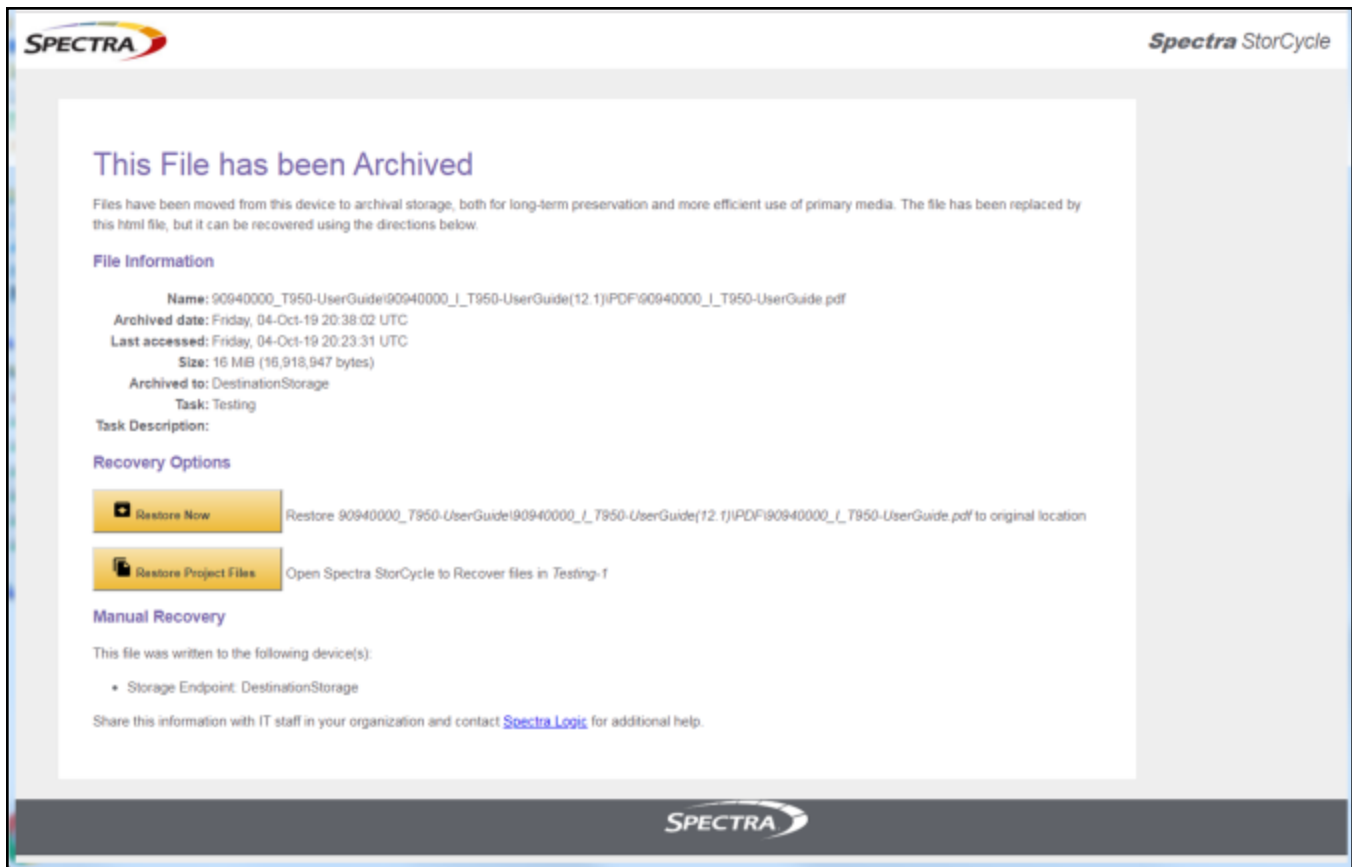 SPECTRA
Spectra StorCycle
This File has been Archived
Files have been moved from this device to archival storage, both for long-term preservation and more efficient use of primary media. The file has been replaced by
this html file, but it can be recovered using the directions below.
File Information
Name: 90940000_T950-UserGuide\90940000_I_T950-UserGuide(12.1)\PDF\90940000_I_T950-UserGuide.pdf
Archived date: Friday, 04-Oct-19 20:38:02 UTC
Last accessed: Friday, 04-Oct-19 20:23:31 UTC
Size: 16 MiB (16,918,947 bytes)
Archived to: DestinationStorage
Task: Testing
Task Description:
Recovery Options
Restore Now Restore 90940000_T950-UserGuide\90940000_I_T950-UserGuide(12.1)\PDF\90940000_I_T950-UserGuide.pdf to original location
Restore Project Files Open Spectra StorCycle to Recover files in Testing-1
Manual Recovery
This file was written to the following device(s):
• Storage Endpoint: DestinationStorage
Share this information with IT staff in your organization and contact Spectra Logic for additional help.
SPECTRA